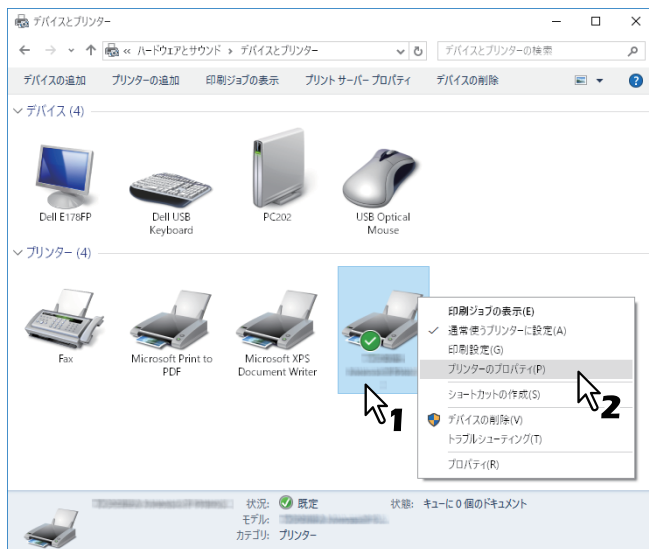 デバイスとプリンター
« ハードウェアとサウンド › デバイスとプリンター
デバイスとプリンターの検索
デバイスの追加 プリンターの追加 印刷ジョブの表示 プリント サーバー プロパティ デバイスの削除
デバイス (4)
Dell E178FP
Dell USB
Keyboard
PC202
USB Optical
Mouse
プリンター (4)
Fax
Microsoft Print to
PDF
Microsoft XPS
Document Writer
1
印刷ジョブの表示(E)
通常使うプリンターに設定(A)
印刷設定(G)
プリンターのプロパティ(P)
ショートカットの作成(S)
デバイスの削除(V)
トラブルシューティング(T)
プロパティ(R)
2
状況: 既定 状態: キューに 0 個のドキュメント
モデル:
カテゴリ: プリンター